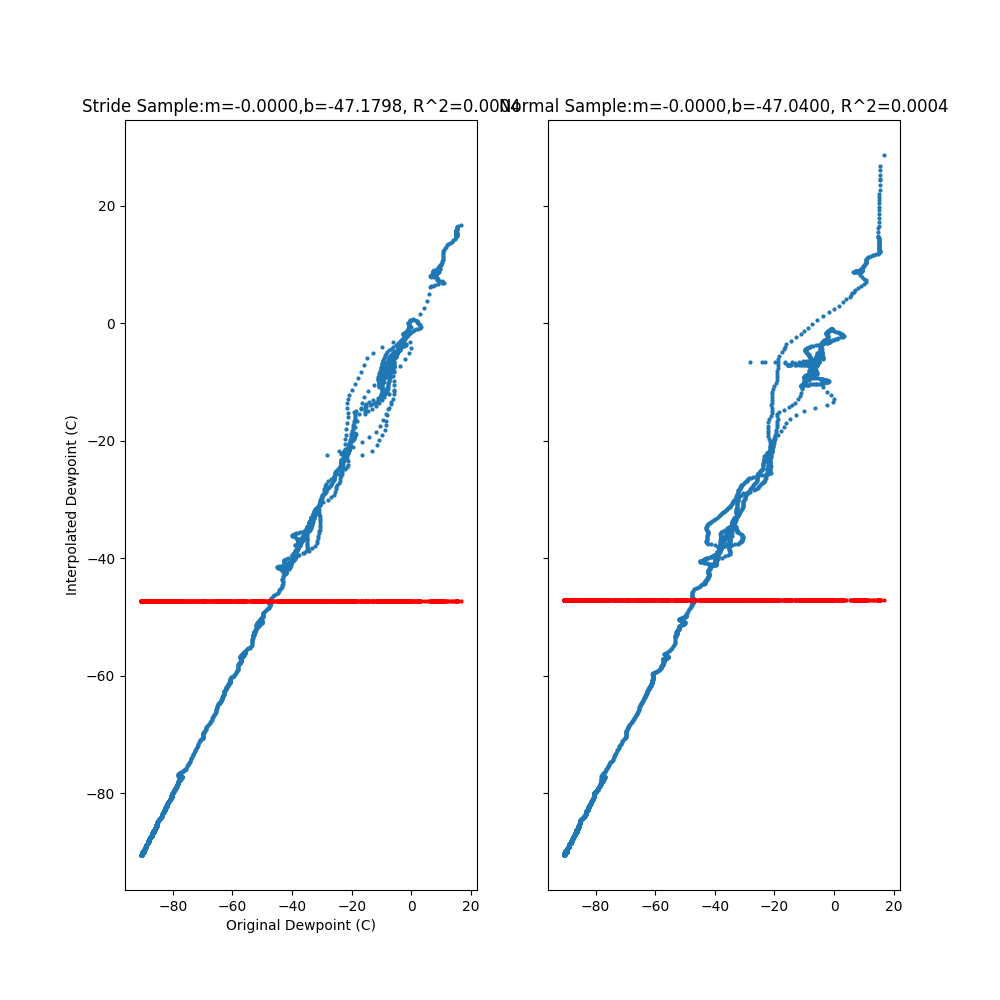 Stride Sample:m=-0.0000,b=-47.1798, R^2=0.0004
Normal Sample:m=-0.0000,b=-47.0400, R^2=0.0004
20
0
−20
−40
−60
−80
Interpolated Dewpoint (C)
−80 −60 −40 −20 0 20
−80 −60 −40 −20 0 20
Original Dewpoint (C)